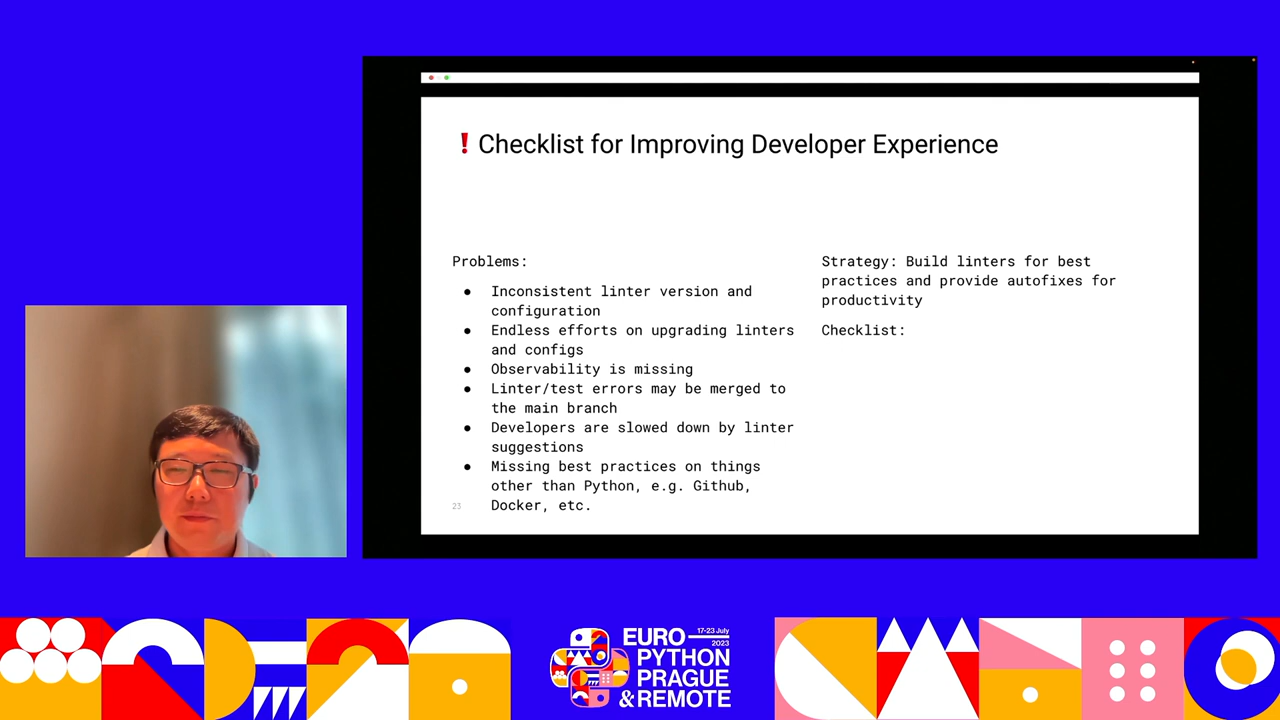 ❗ Checklist for Improving Developer Experience
Problems:
● Inconsistent linter version and
configuration
● Endless efforts on upgrading linters
and configs
● Observability is missing
● Linter/test errors may be merged to
the main branch
● Developers are slowed down by linter
suggestions
● Missing best practices on things
other than Python, e.g. Github,
Docker, etc.
23
Strategy: Build linters for best
practices and provide autofixes for
productivity
Checklist:
EURO
17-23 July
2023
PYTHON
PRAGUE
&REMOTE